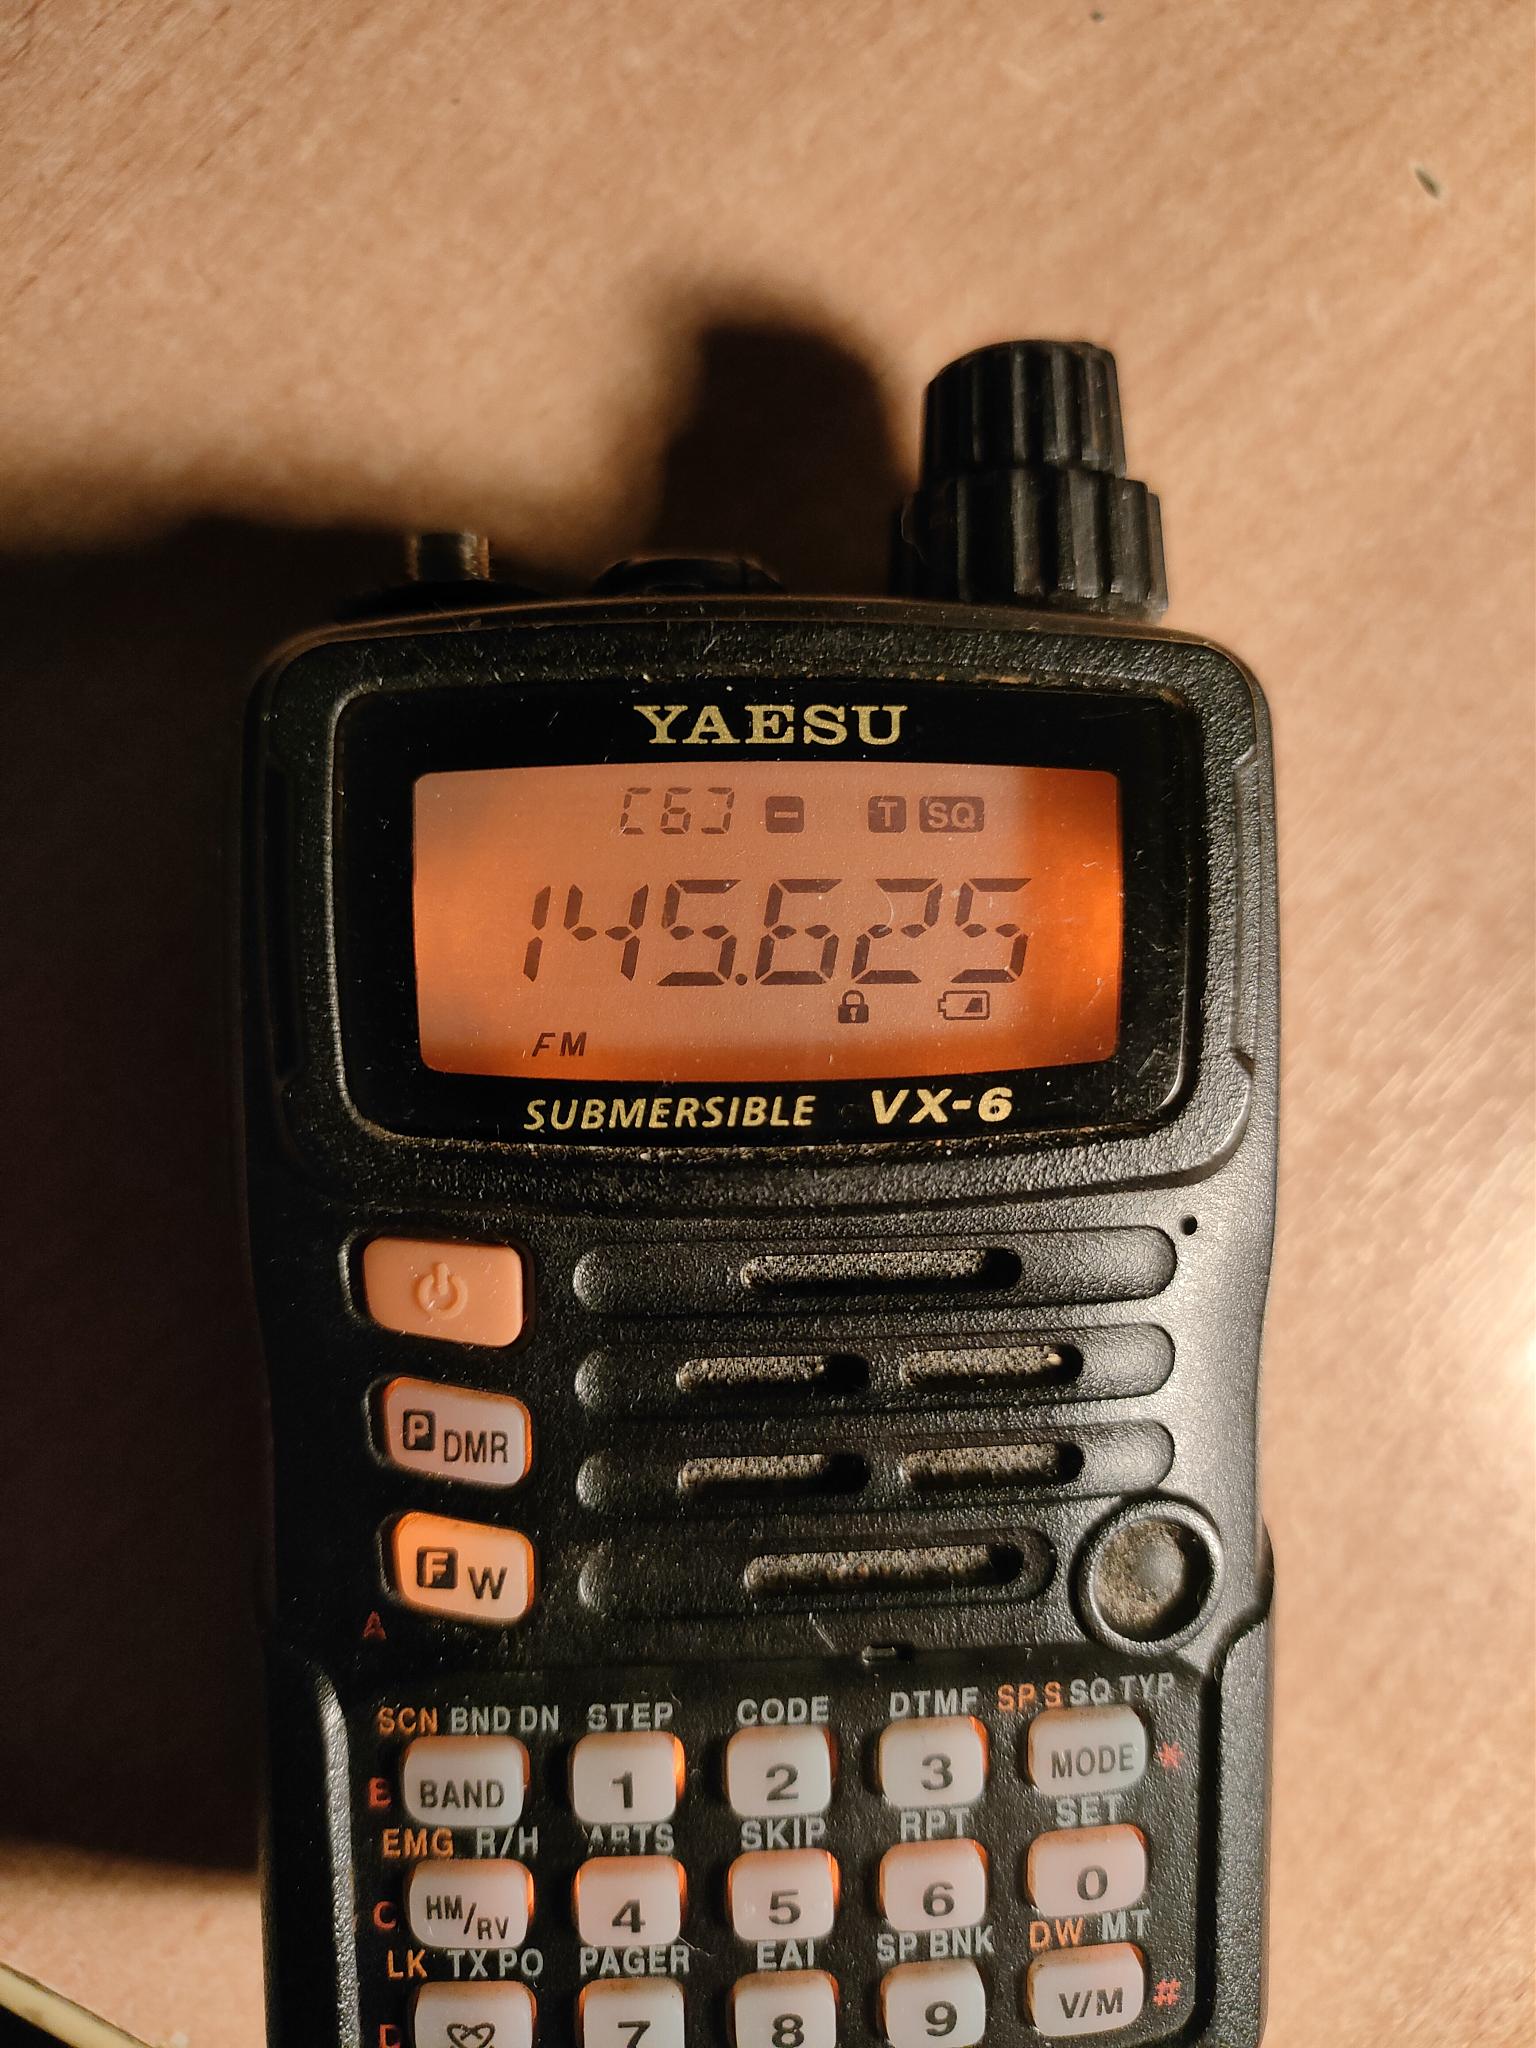 YAESU
[6] - T SQ
145.625
FM
SUBMERSIBLE VX-6
P DMR
F W
A
SCN BND DN STEP CODE DTMF SP S SQ TYP
B BAND 1 2 3 MODE *
EMG R/H ARTS SKIP RPT SET
C HM/RV 4 5 6 0
LK TX PO PAGER EAI SP BNK DW MT
D 7 8 9 V/M #